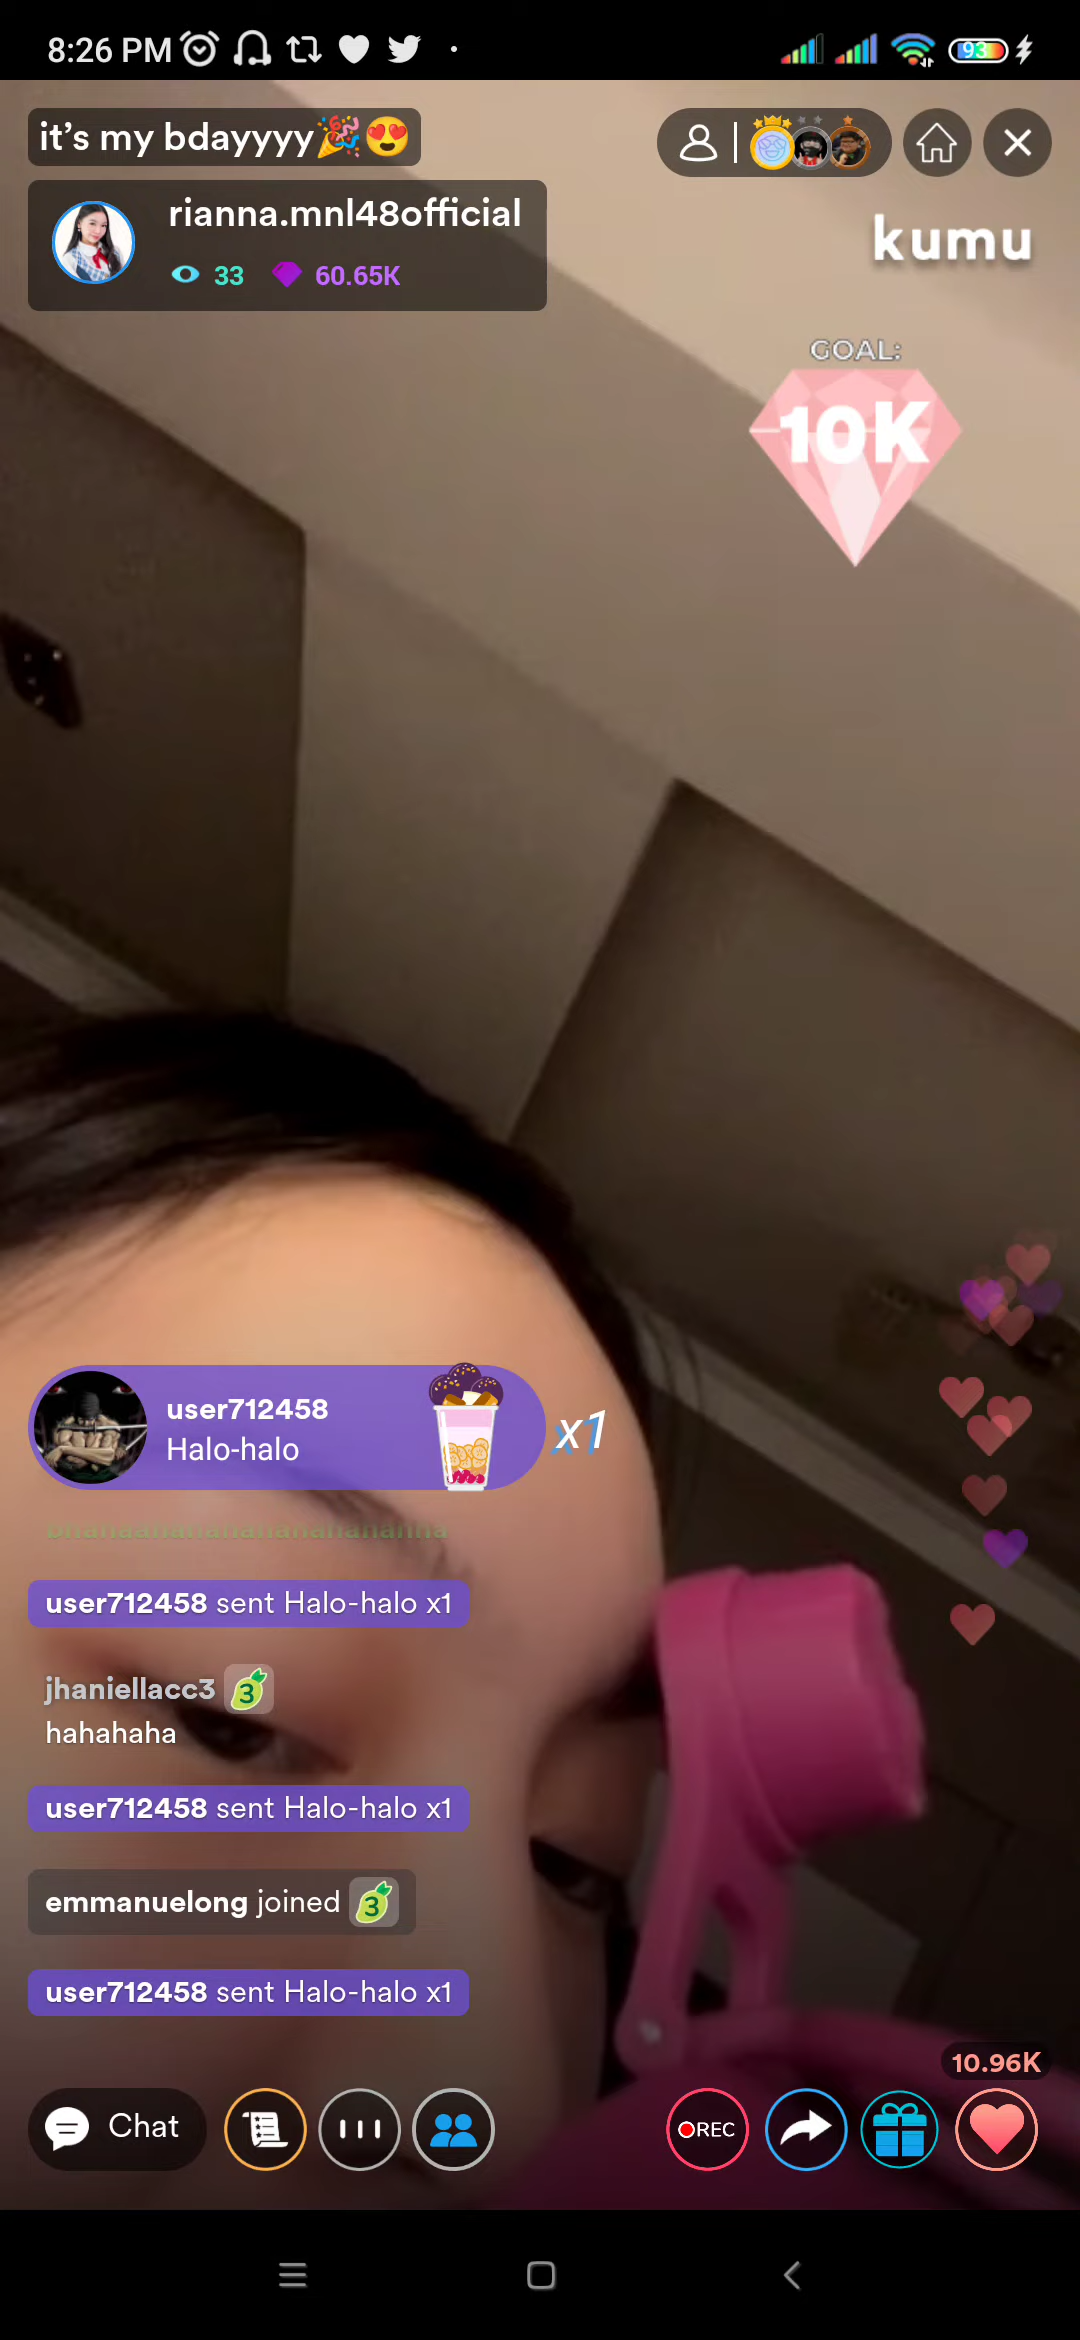 8:26 PM
93
it's my bdayyyy🎉😍
rianna.mnl48official
33 60.65K
kumu
GOAL:
10K
user712458
Halo-halo
x1
user712458 sent Halo-halo x1
jhaniellacc3 3
hahahaha
user712458 sent Halo-halo x1
emmanuelong joined 3
user712458 sent Halo-halo x1
10.96K
Chat
REC